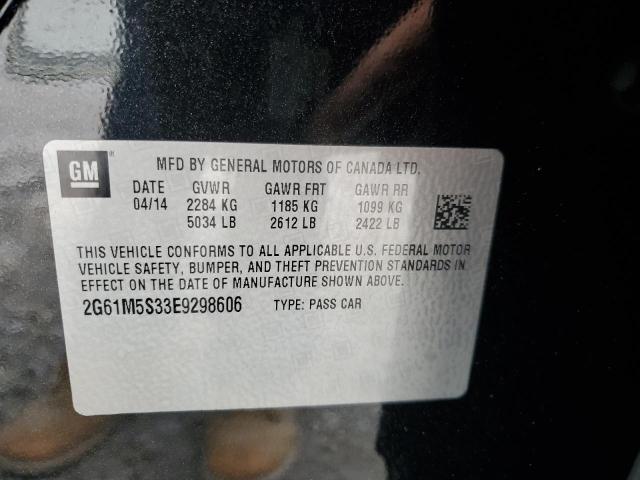 GM
MFD BY GENERAL MOTORS OF CANADA LTD.
DATE GVWR GAWR FRT GAWR RR
04/14 2284 KG 1185 KG 1099 KG
5034 LB 2612 LB 2422 LB
THIS VEHICLE CONFORMS TO ALL APPLICABLE U.S. FEDERAL MOTOR
VEHICLE SAFETY, BUMPER, AND THEFT PREVENTION STANDARDS IN
EFFECT ON THE DATE OF MANUFACTURE SHOWN ABOVE.
2G61M5S33E9298606 TYPE: PASS CAR